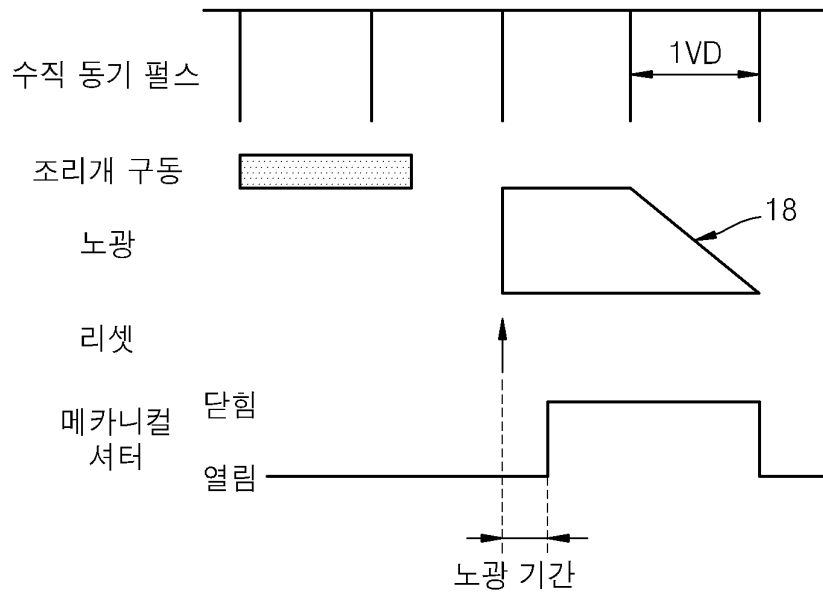 수직 동기 펄스
1VD
조리개 구동
노광
18
리셋
메카니컬
셔터
닫힘
열림
노광 기간